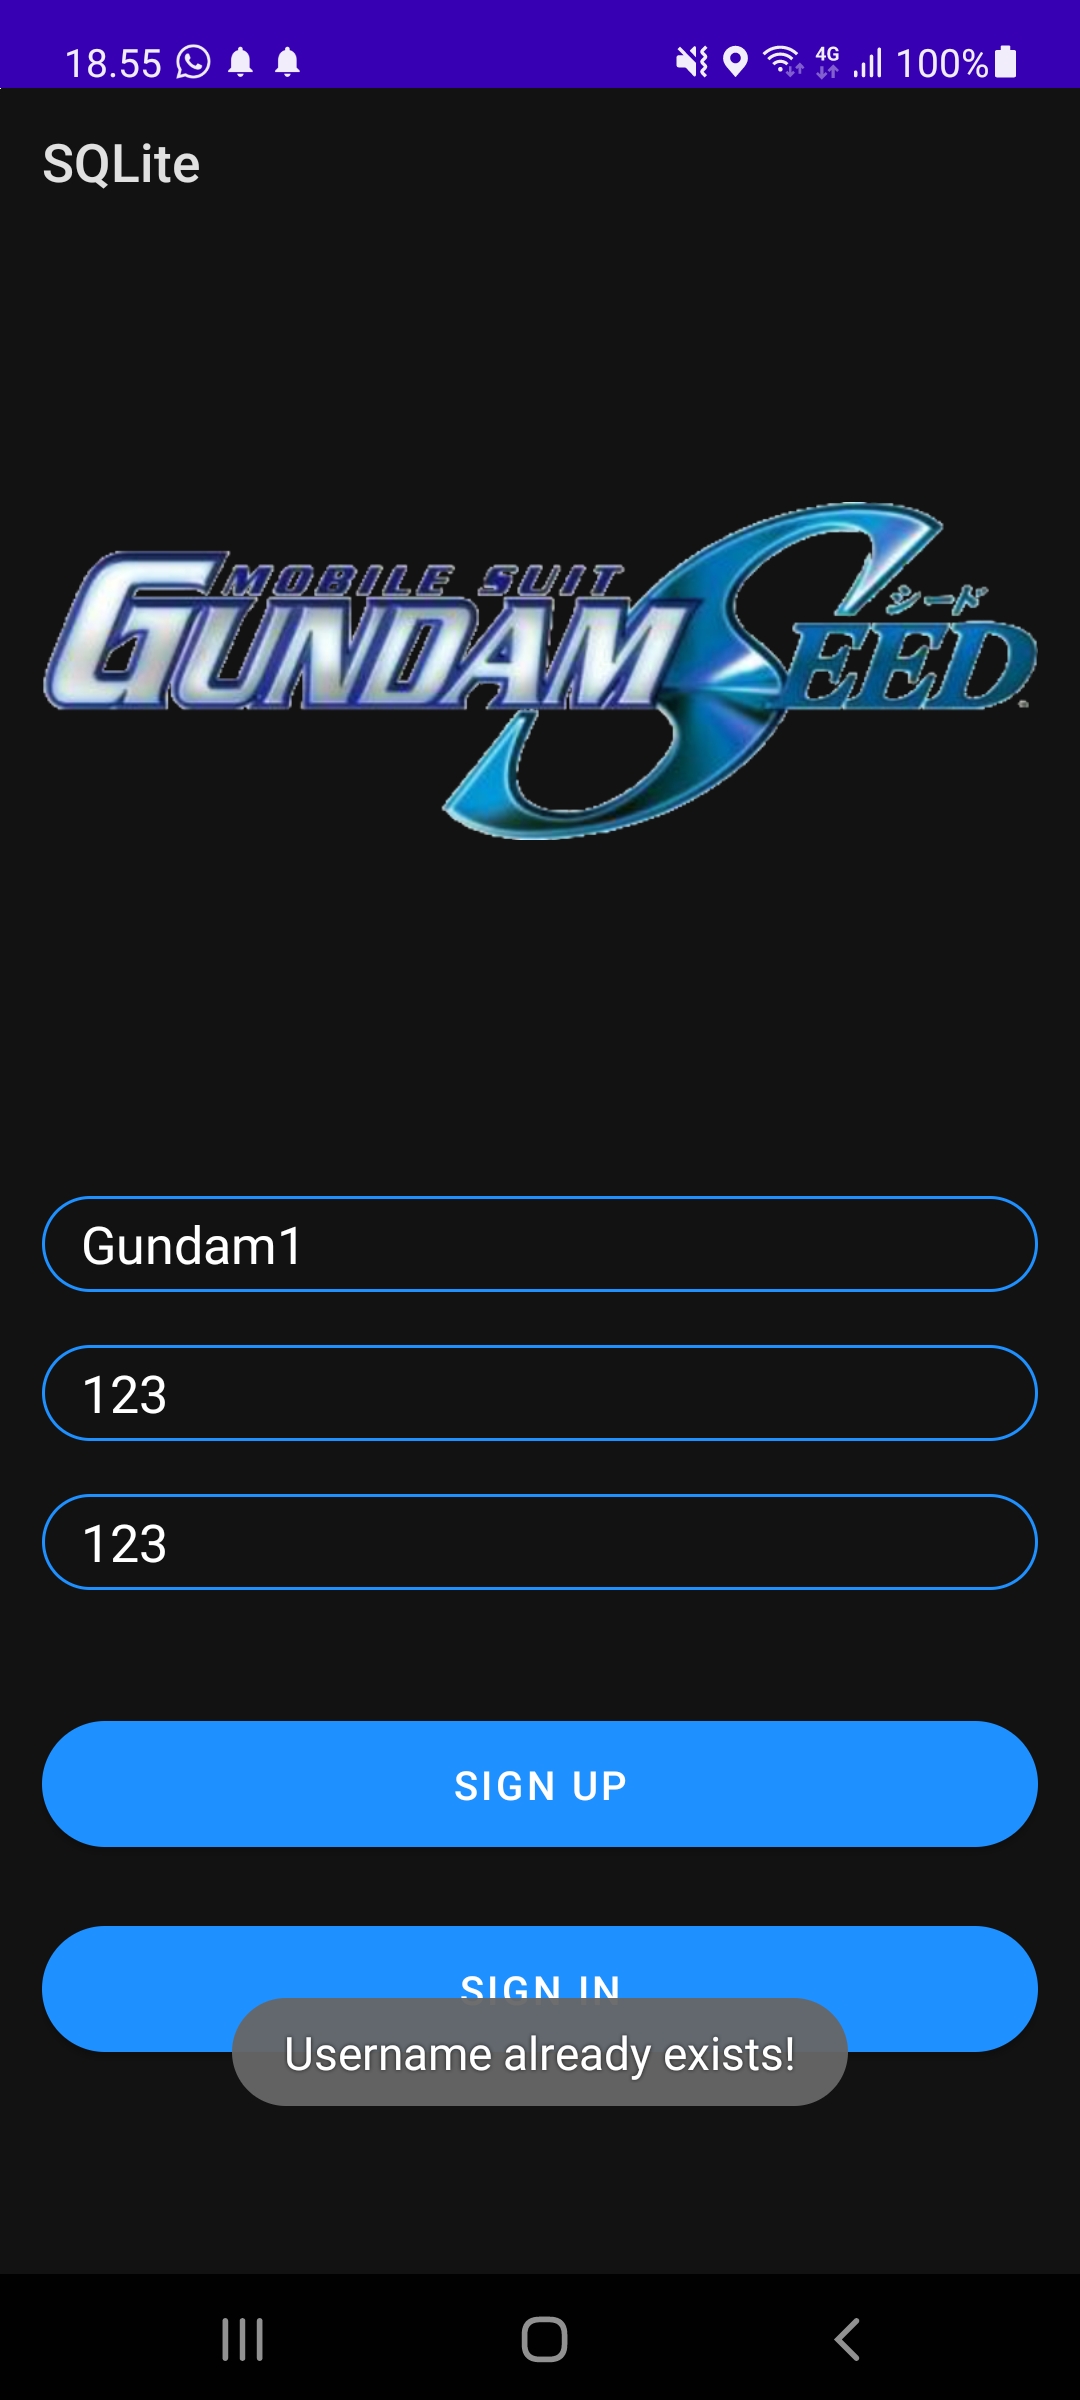 18.55 4G 100%
SQLite
MOBILE SUIT
GUNDAM SEED
シード
Gundam1
123
123
SIGN UP
SIGN IN
Username already exists!